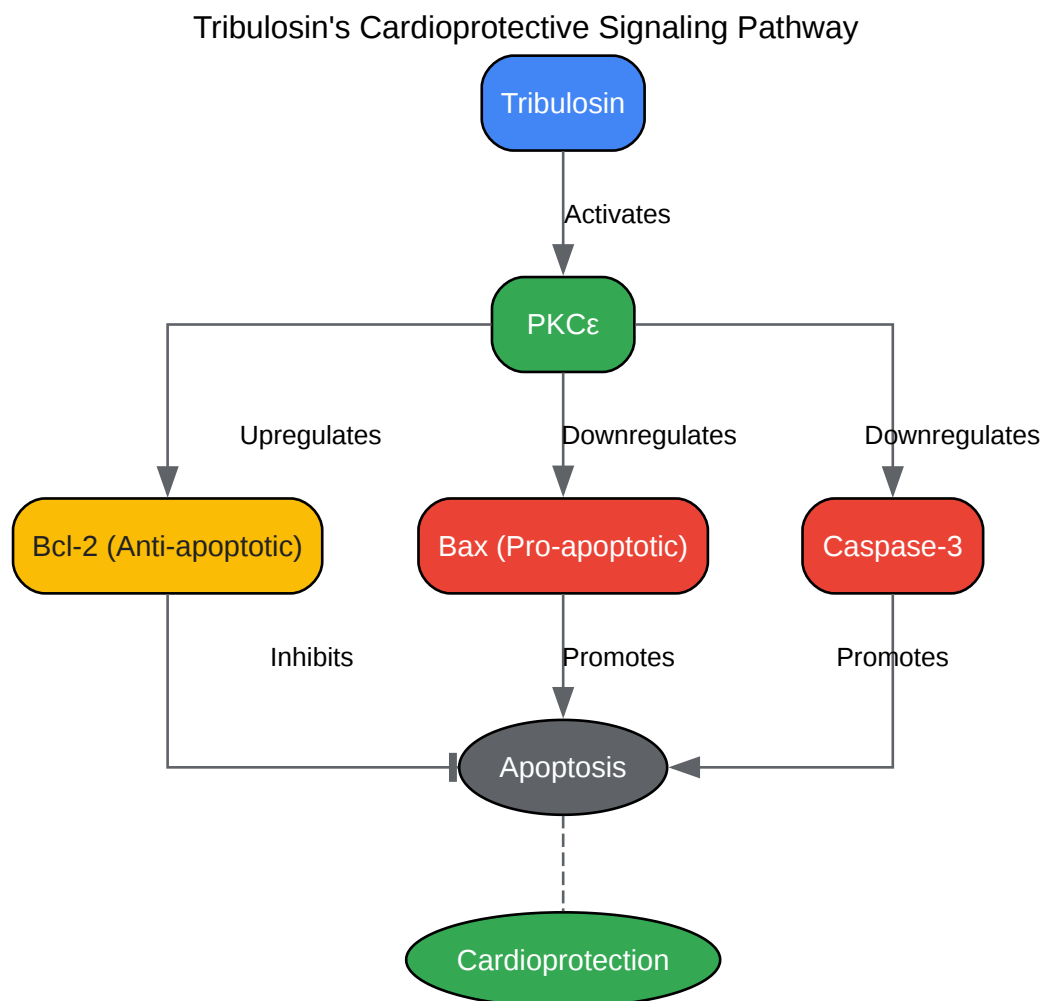 Tribulosin's Cardioprotective Signaling Pathway
Tribulosin
Activates
PKCε
Upregulates
Downregulates
Downregulates
Bcl-2 (Anti-apoptotic)
Bax (Pro-apoptotic)
Caspase-3
Inhibits
Promotes
Promotes
Apoptosis
Cardioprotection